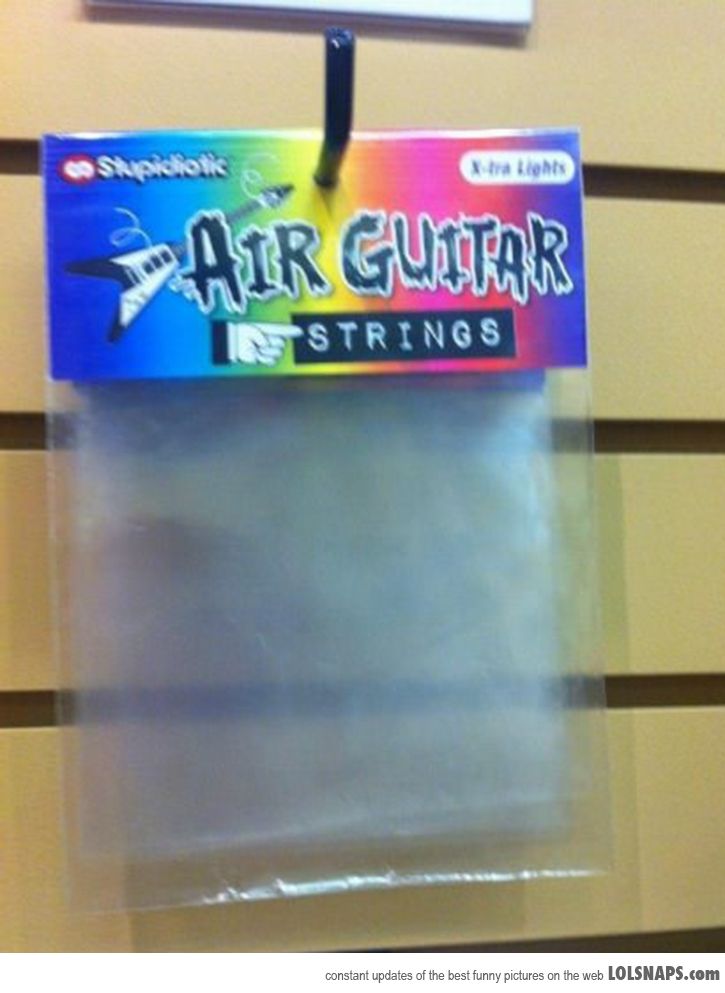 Stupidiotic
X-tra Lights
AIR GUITAR
STRINGS
constant updates of the best funny pictures on the web LOLSNAPS.com